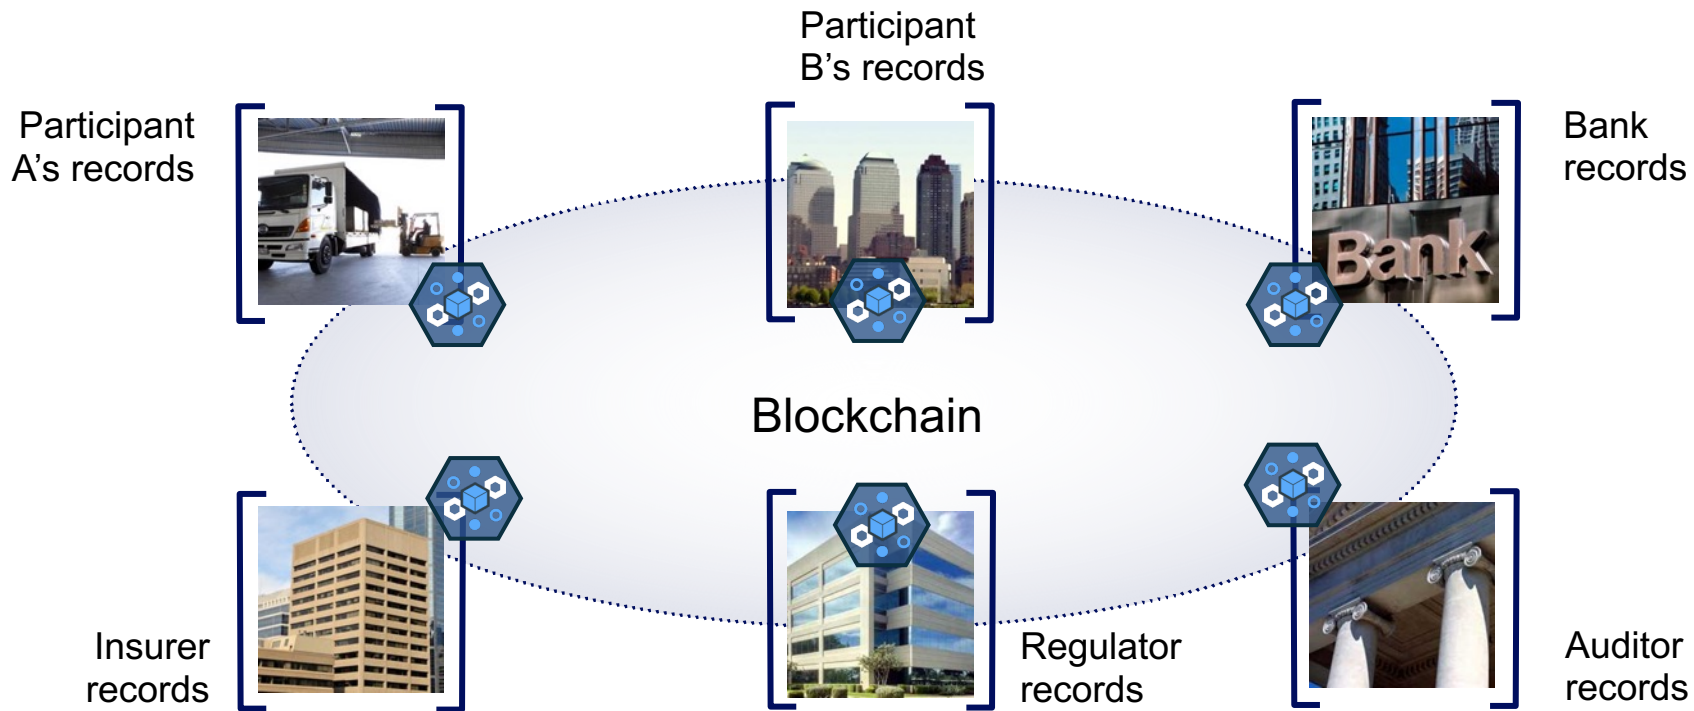 Participant
B’s records
Participant
A’s records
Bank
records
Bank
Blockchain
Insurer
records
Regulator
records
Auditor
records